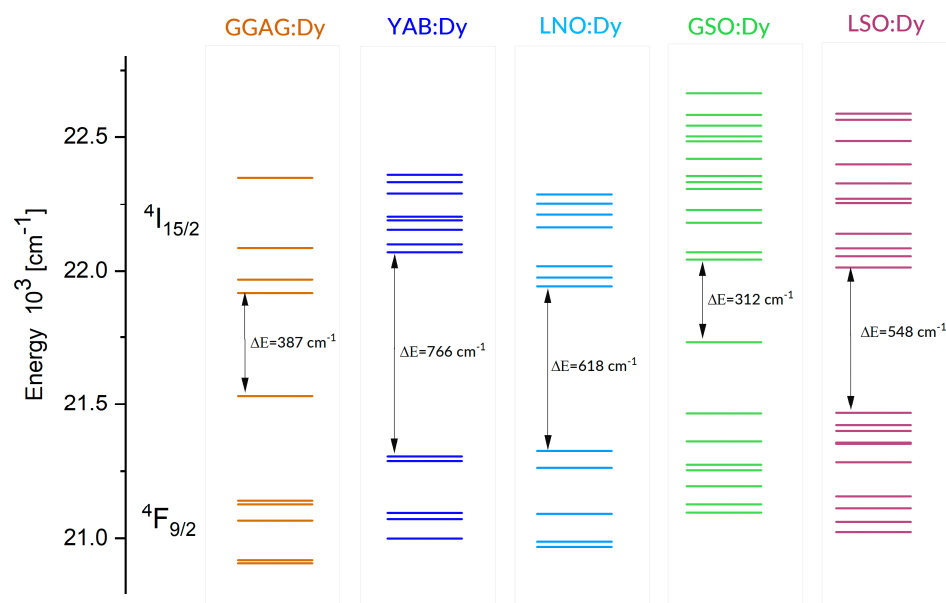 GGAG:Dy YAB:Dy LNO:Dy GSO:Dy LSO:Dy
22.5
⁴I₁₅/₂
22.0
Energy 10³ [cm⁻¹]
ΔE=387 cm⁻¹
ΔE=766 cm⁻¹
ΔE=618 cm⁻¹
ΔE=312 cm⁻¹
ΔE=548 cm⁻¹
21.5
⁴F₉/₂
21.0